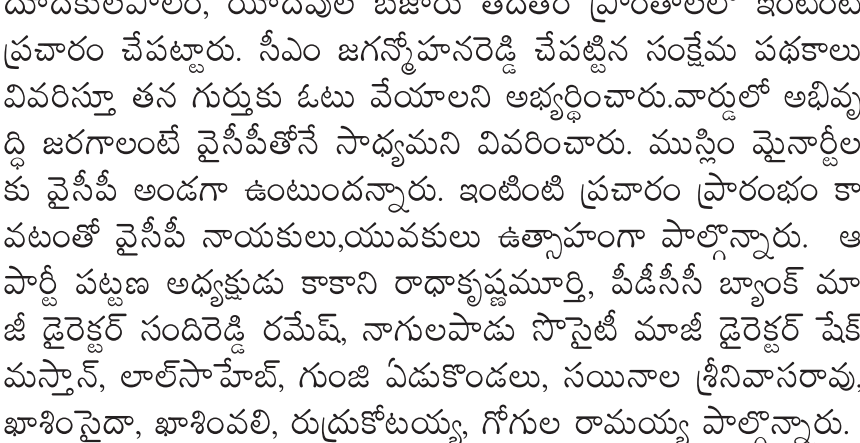 దూదకులపాలెం, యాదవుల బజారు తదితర ప్రాంతాలలో ఇంటింటి
ప్రచారం చేపట్టారు. సీఎం జగన్మోహనరెడ్డి చేపట్టిన సంక్షేమ పథకాలు
వివరిస్తూ తన గుర్తుకు ఓటు వేయాలని అభ్యర్థించారు.వార్డులో అభివృ
ద్ధి జరగాలంటే వైసీపీతోనే సాధ్యమని వివరించారు. ముస్లిం మైనార్టీల
కు వైసీపీ అండగా ఉంటుందన్నారు. ఇంటింటి ప్రచారం ప్రారంభం కా
వటంతో వైసీపీ నాయకులు,యువకులు ఉత్సాహంగా పాల్గొన్నారు. ఆ
పార్టీ పట్టణ అధ్యక్షుడు కాకాని రాధాకృష్ణమూర్తి, పీడీసీసీ బ్యాంక్ మా
జీ డైరెక్టర్ సందిరెడ్డి రమేష్, నాగులపాడు సొసైటీ మాజీ డైరెక్టర్ షేక్
మస్తాన్, లాల్‌సాహేబ్, గుంజి ఏడుకొండలు, సయినాల శ్రీనివాసరావు,
ఖాశింసైదా, ఖాశింవలి, రుద్రుకోటయ్య, గోగుల రామయ్య పాల్గొన్నారు.